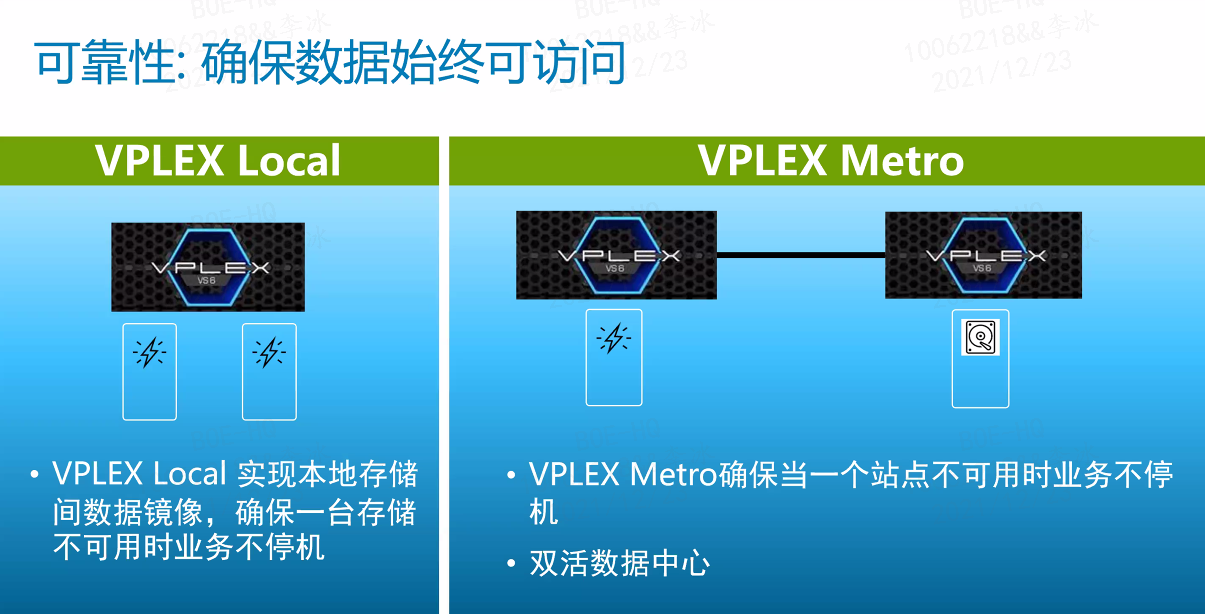 可靠性: 确保数据始终可访问
VPLEX Local
VPLEX Metro
VPLEX
VS6
VPLEX
VS6
VPLEX
VS6
• VPLEX Local 实现本地存储
间数据镜像，确保一台存储
不可用时业务不停机
• VPLEX Metro确保当一个站点不可用时业务不停
机
• 双活数据中心
BOE-HQ
10062218&&李冰
2021/12/23